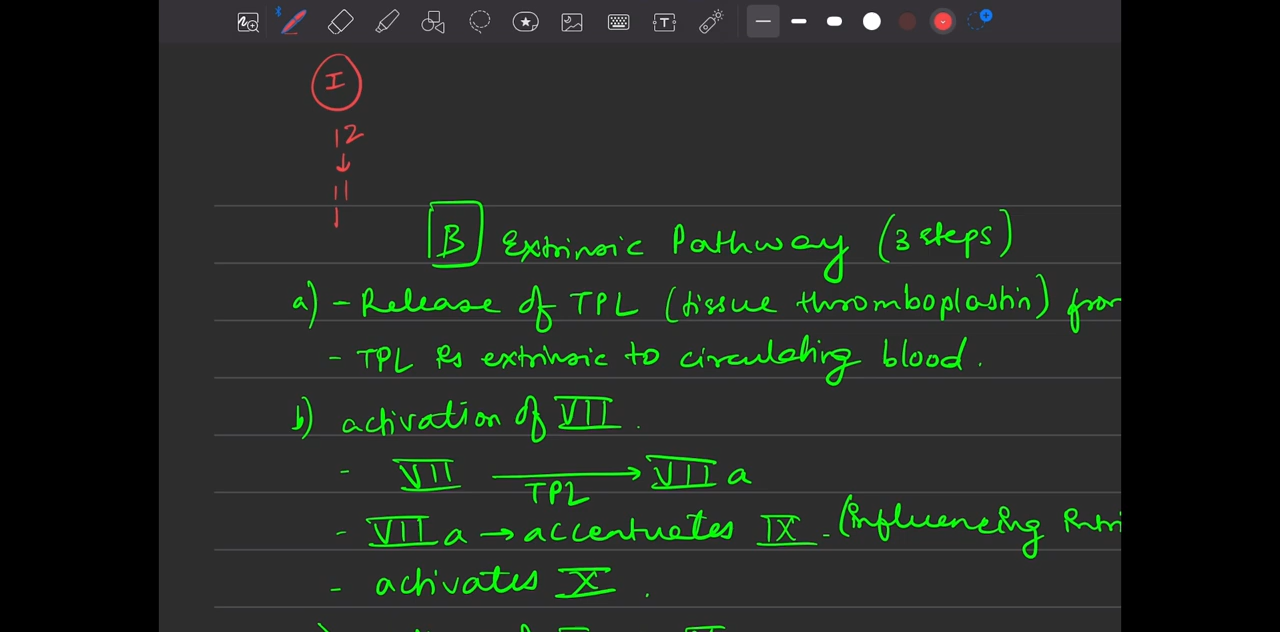 I
12
↓
11
B Extrinsic Pathway (3 steps)
a) - Release of TPL (tissue thromboplastin) from
- TPL is extrinsic to circulating blood.
b) activation of VII.
- VII → VIIa
TPL
- VIIa → accentuates IX. (influencing
- activates X.